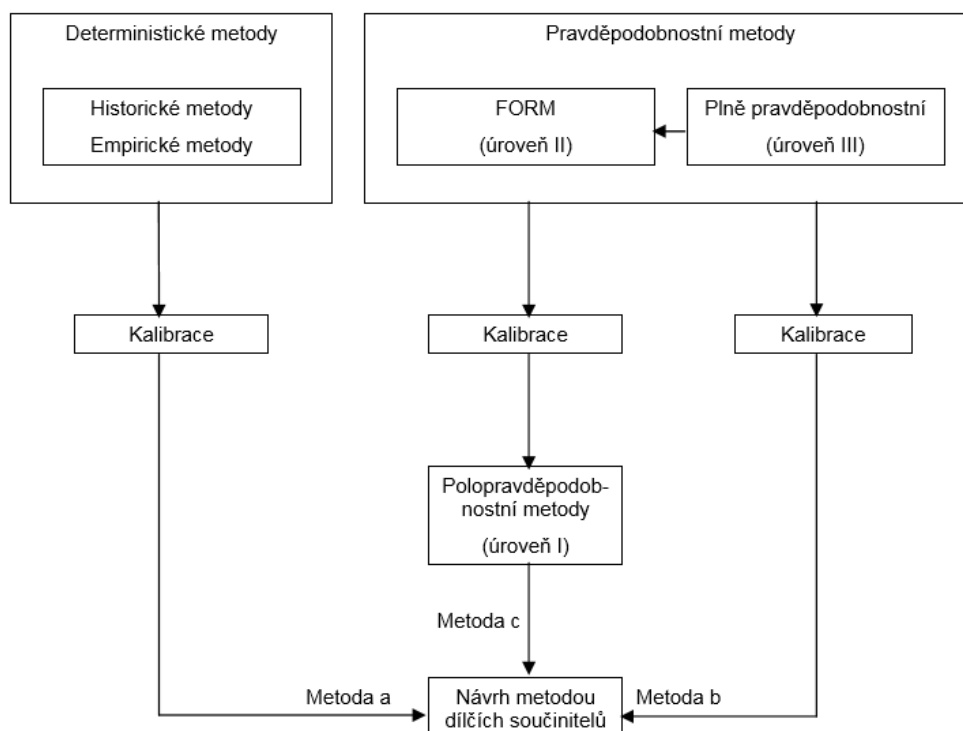 Deterministické metody
Historické metody
Empirické metody
Pravděpodobnostní metody
FORM
(úroveň II)
Plně pravděpodobnostní
(úroveň III)
Kalibrace
Kalibrace
Kalibrace
Polopravděpodob-
nostní metody
(úroveň I)
Metoda c
Metoda a
Návrh metodou
dílčích součinitelů
Metoda b